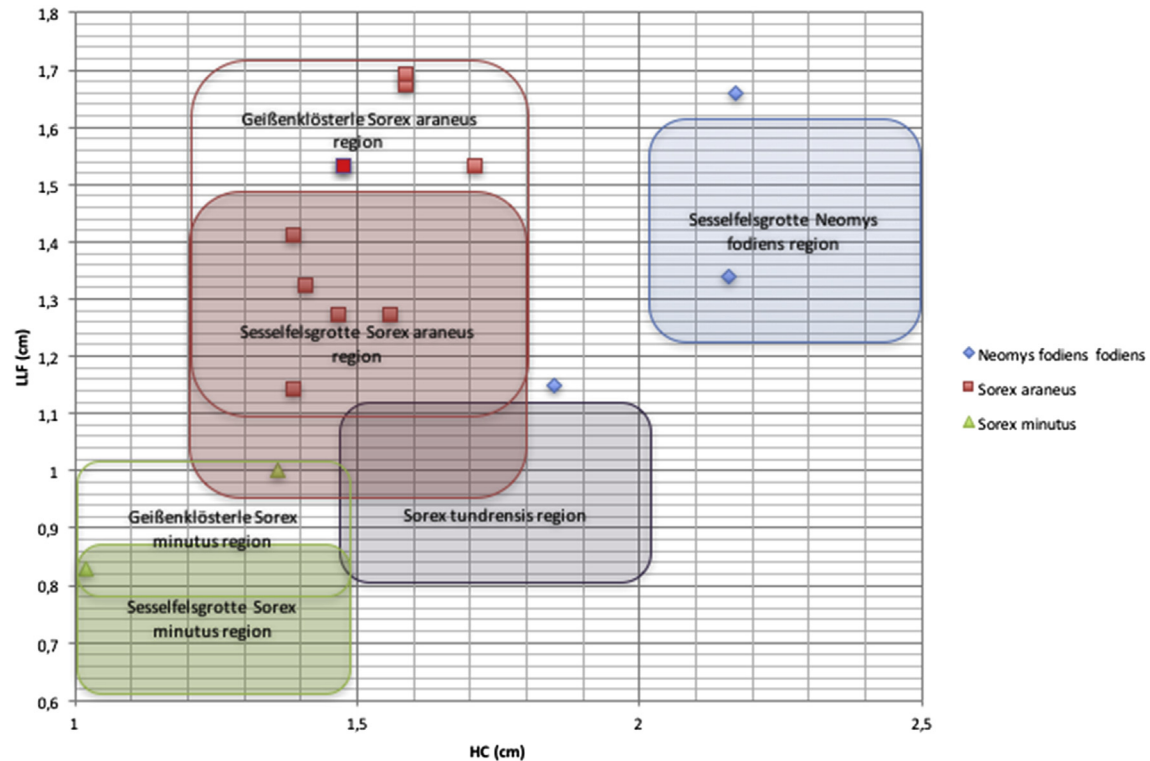 1,8
1,7
1,6
1,5
1,4
1,3
1,2
1,1
1
0,9
0,8
0,7
0,6
LLF (cm)
1
1,5
2
2,5
HC (cm)
Geißenklösterle Sorex araneus
region
Sesselfelsgrotte Sorex araneus
region
Sesselfelsgrotte Neomys
fodiens region
Sorex tundrensis region
Geißenklösterle Sorex
minutus region
Sesselfelsgrotte Sorex
minutus region
Neomys fodiens fodiens
Sorex araneus
Sorex minutus